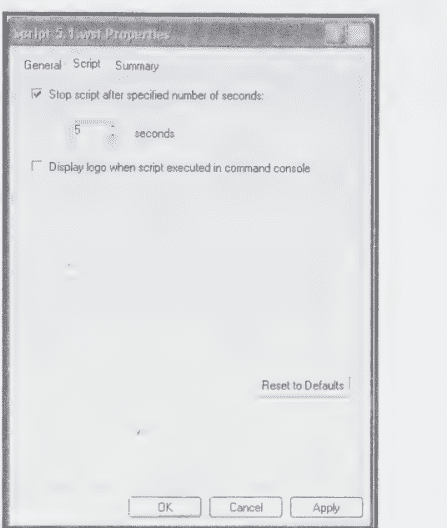 Script 5.1.wsf Properties
General Script Summary
Stop script after specified number of seconds:
5 seconds
Display logo when script executed in command console
Reset to Defaults
OK Cancel Apply